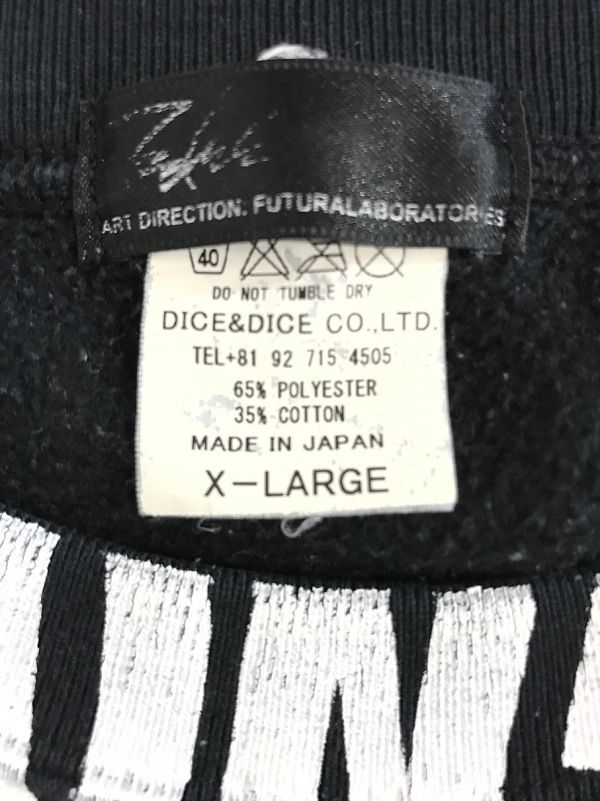 ART DIRECTION. FUTURALABORATORIES
40
DO NOT TUMBLE DRY
DICE&DICE CO.,LTD.
TEL+81 92 715 4505
65% POLYESTER
35% COTTON
MADE IN JAPAN
X-LARGE